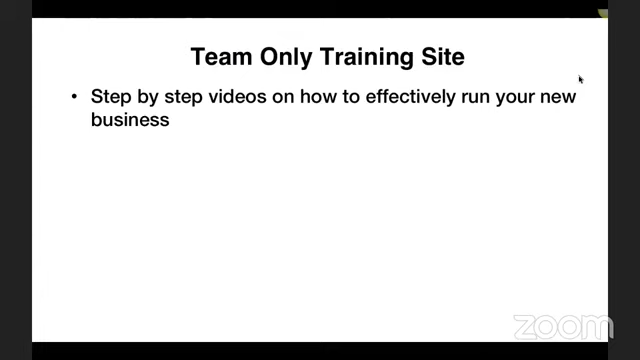 Team Only Training Site
• Step by step videos on how to effectively run your new
business
zoom